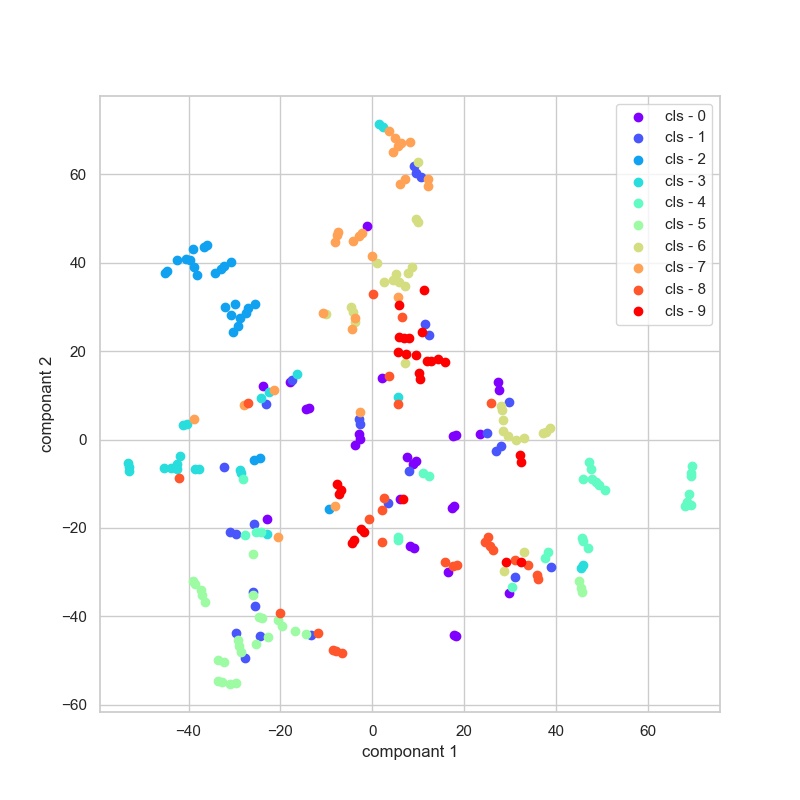 cls - 0
cls - 1
cls - 2
cls - 3
cls - 4
cls - 5
cls - 6
cls - 7
cls - 8
cls - 9
60
40
20
0
−20
−40
−60
componant 2
−40 −20 0 20 40 60
componant 1